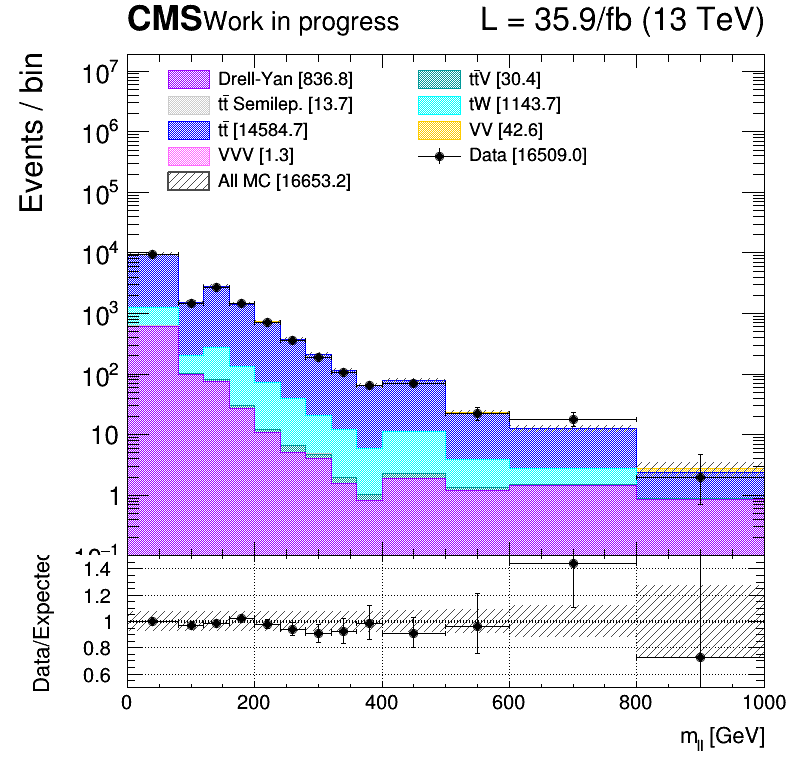 CMS Work in progress L = 35.9/fb (13 TeV)
Events / bin
Drell-Yan [836.8] tt̄V [30.4]
tt̄ Semilep. [13.7] tW [1143.7]
tt̄ [14584.7] VV [42.6]
VVV [1.3] Data [16509.0]
All MC [16653.2]
10⁷
10⁶
10⁵
10⁴
10³
10²
10
1
10⁻¹
Data/Expected
1.4
1.2
1
0.8
0.6
0 200 400 600 800 1000
mₗₗ [GeV]